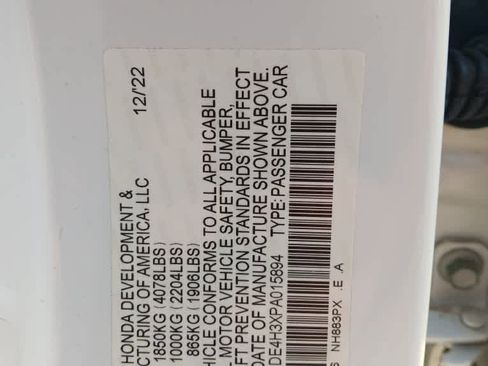 HONDA DEVELOPMENT & 12/'22
CTURING OF AMERICA, LLC
1850KG (4078LBS)
1000KG (2204LBS)
865KG (1906LBS)
HICLE CONFORMS TO ALL APPLICABLE
L MOTOR VEHICLE SAFETY, BUMPER,
FT PREVENTION STANDARDS IN EFFECT
DATE OF MANUFACTURE SHOWN ABOVE.
DE4H3XPA015894 TYPE: PASSENGER CAR
S NH883PX .E .A